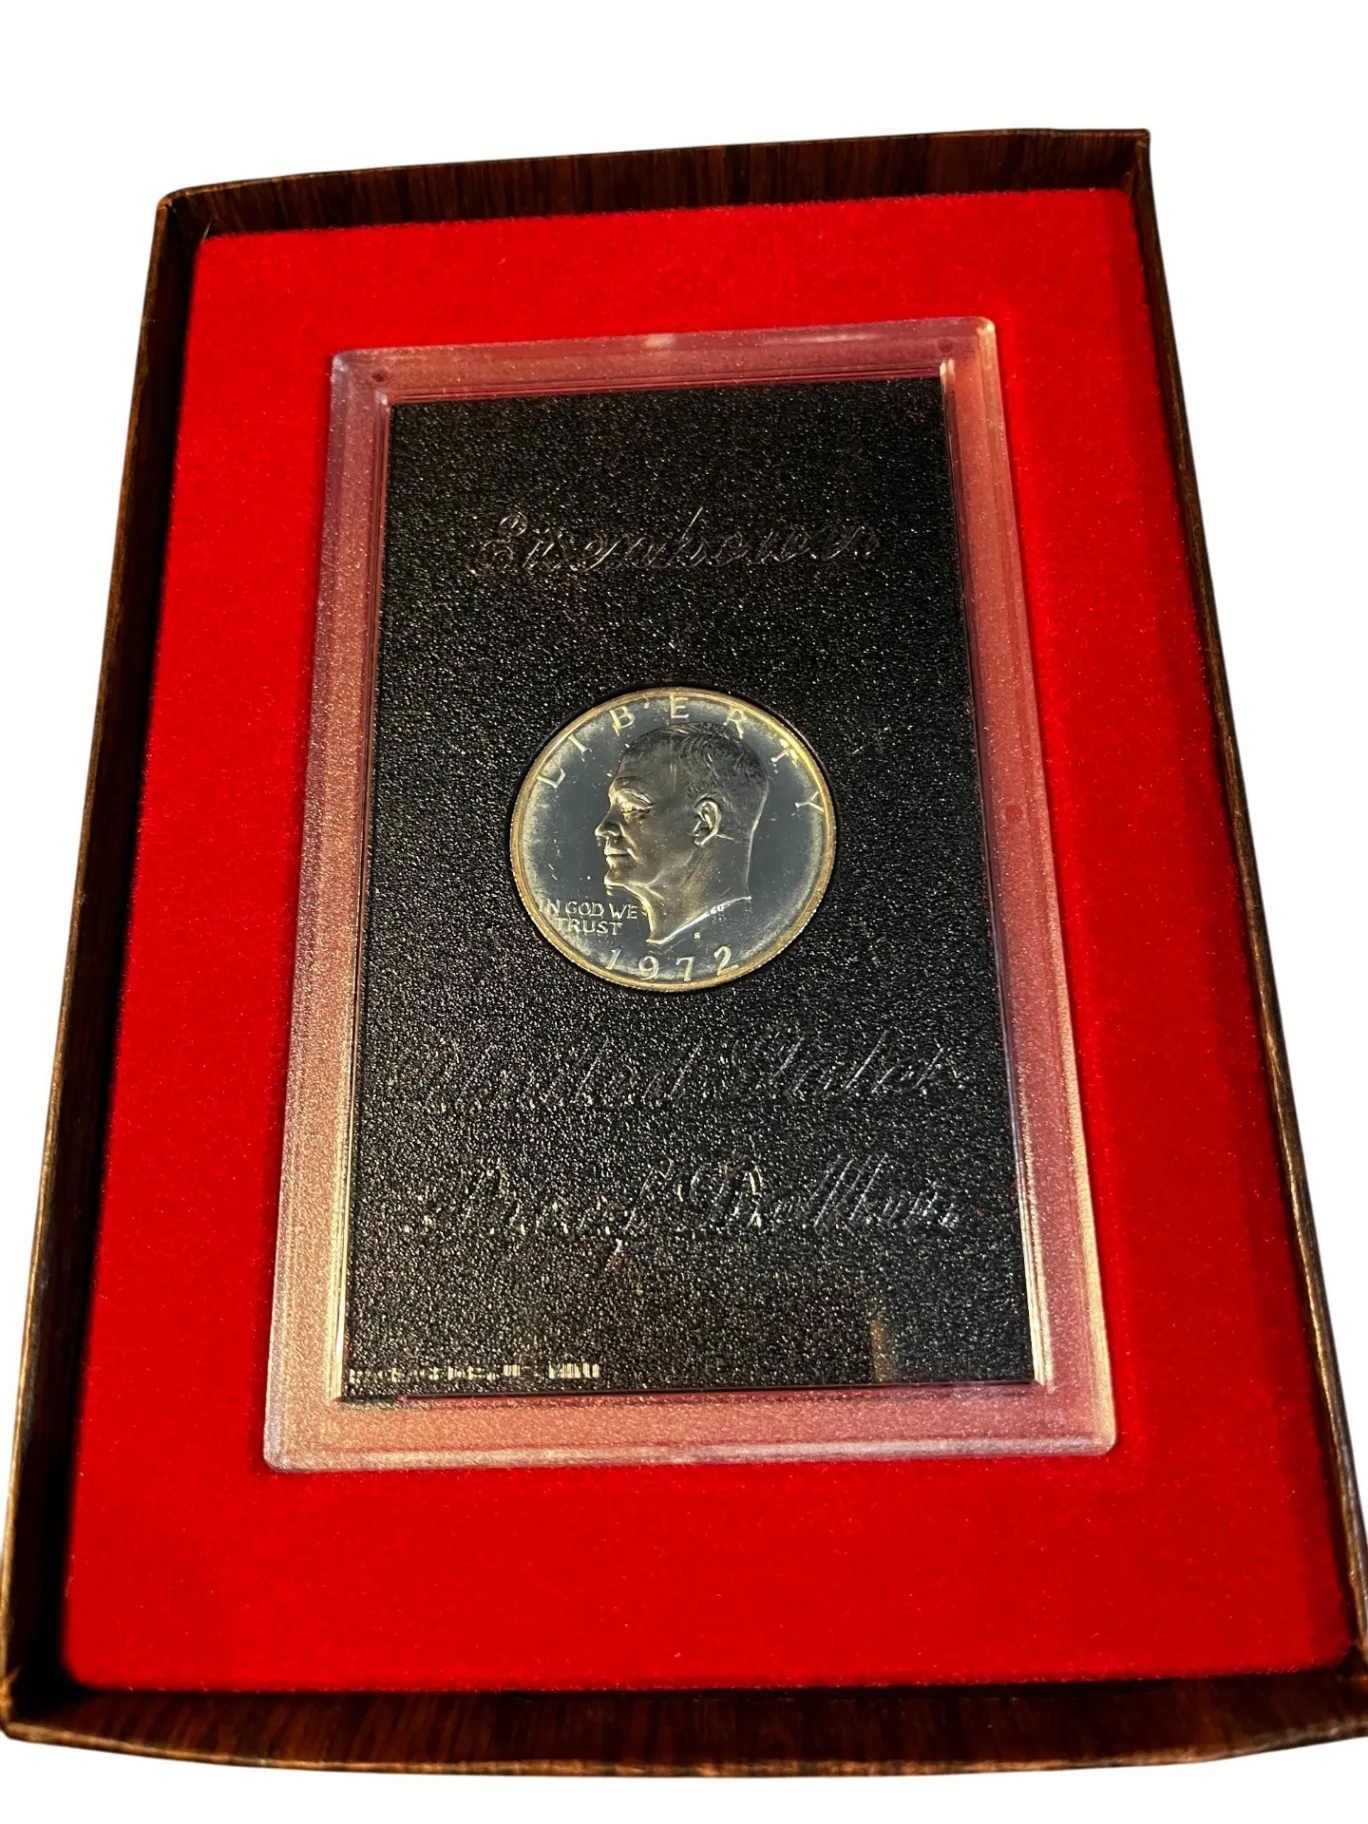 Eisenhower
LIBERTY
IN GOD WE
TRUST
S
1972
United States
Proof Dollar